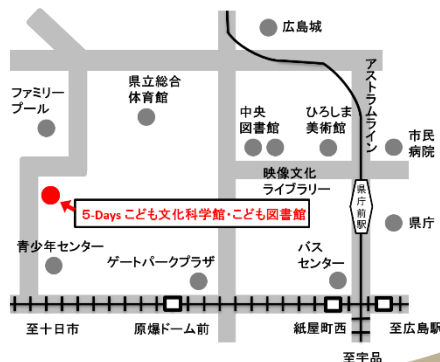 広島城
アストラムライン
ファミリー
プール
県立総合
体育館
中央
図書館
ひろしま
美術館
市民
病院
映像文化
ライブラリー
県庁前駅
5-Days こども文化科学館・こども図書館
県庁
青少年センター
ゲートパークプラザ
バス
センター
至十日市
原爆ドーム前
紙屋町西
至広島駅
至宇品